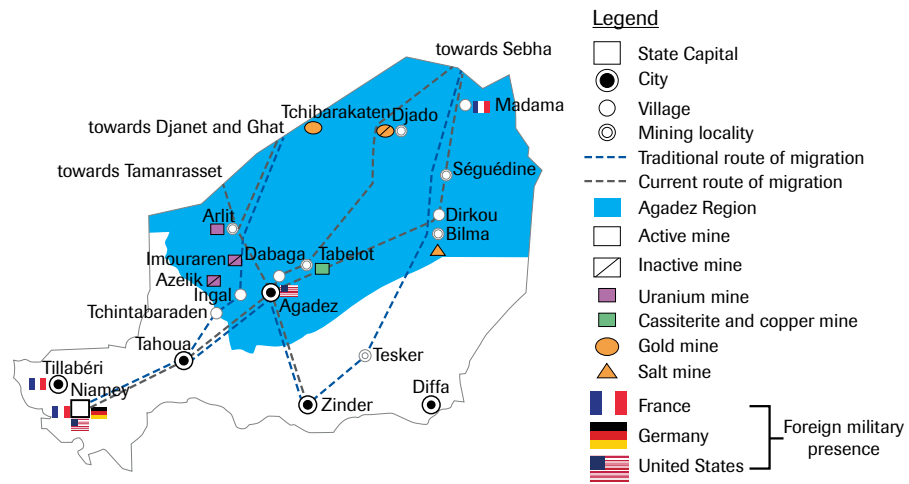 towards Sebha
Madama
Tchibarakaten
Djado
towards Djanet and Ghat
towards Tamanrasset
Séguédine
Arlit
Dirkou
Bilma
Dabaga
Tabelot
Imouraren
Azelik
Ingal
Agadez
Tchintabaraden
Tahoua
Tesker
Tillabéri
Niamey
Zinder
Diffa
Legend
State Capital
City
Village
Mining locality
Traditional route of migration
Current route of migration
Agadez Region
Active mine
Inactive mine
Uranium mine
Cassiterite and copper mine
Gold mine
Salt mine
France
Germany
United States
Foreign military
presence